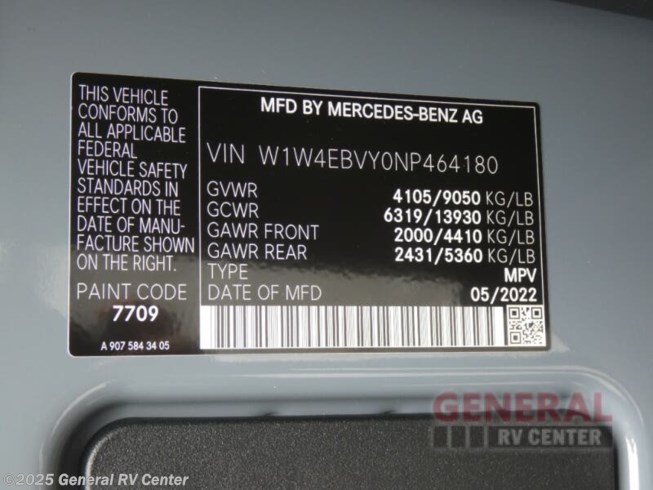 THIS VEHICLE
CONFORMS TO
ALL APPLICABLE
FEDERAL
VEHICLE SAFETY
STANDARDS IN
EFFECT ON THE
DATE OF MANU-
FACTURE SHOWN
ON THE RIGHT.
PAINT CODE
7709
A 907 584 34 05
MFD BY MERCEDES-BENZ AG
VIN W1W4EBVY0NP464180
GVWR 4105/9050 KG/LB
GCWR 6319/13930 KG/LB
GAWR FRONT 2000/4410 KG/LB
GAWR REAR 2431/5360 KG/LB
TYPE MPV
DATE OF MFD 05/2022
GENERAL
RV CENTER
©2025 General RV Center